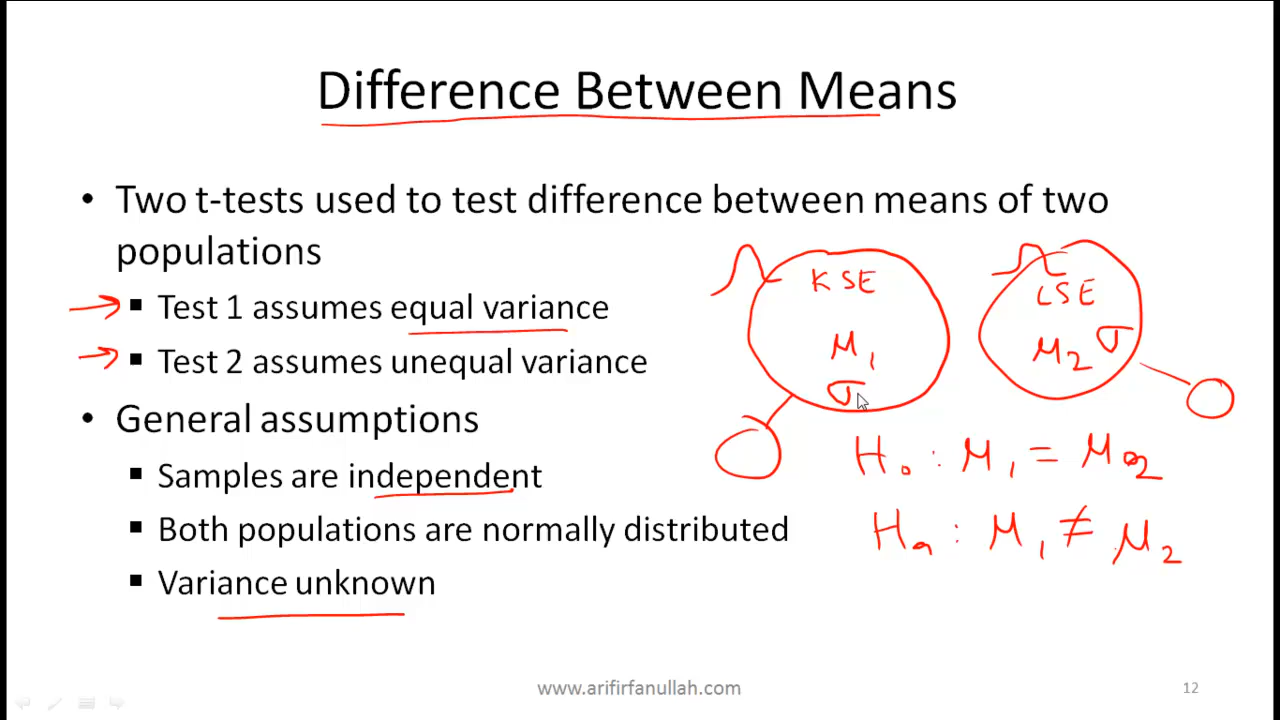 Difference Between Means
• Two t-tests used to test difference between means of two
populations
▪ Test 1 assumes equal variance
▪ Test 2 assumes unequal variance
• General assumptions
▪ Samples are independent
▪ Both populations are normally distributed
▪ Variance unknown
KSE
μ1
σ
LSE
μ2 σ
H0 : μ1 = μ2
Ha : μ1 ≠ μ2
www.arifirfanullah.com
12